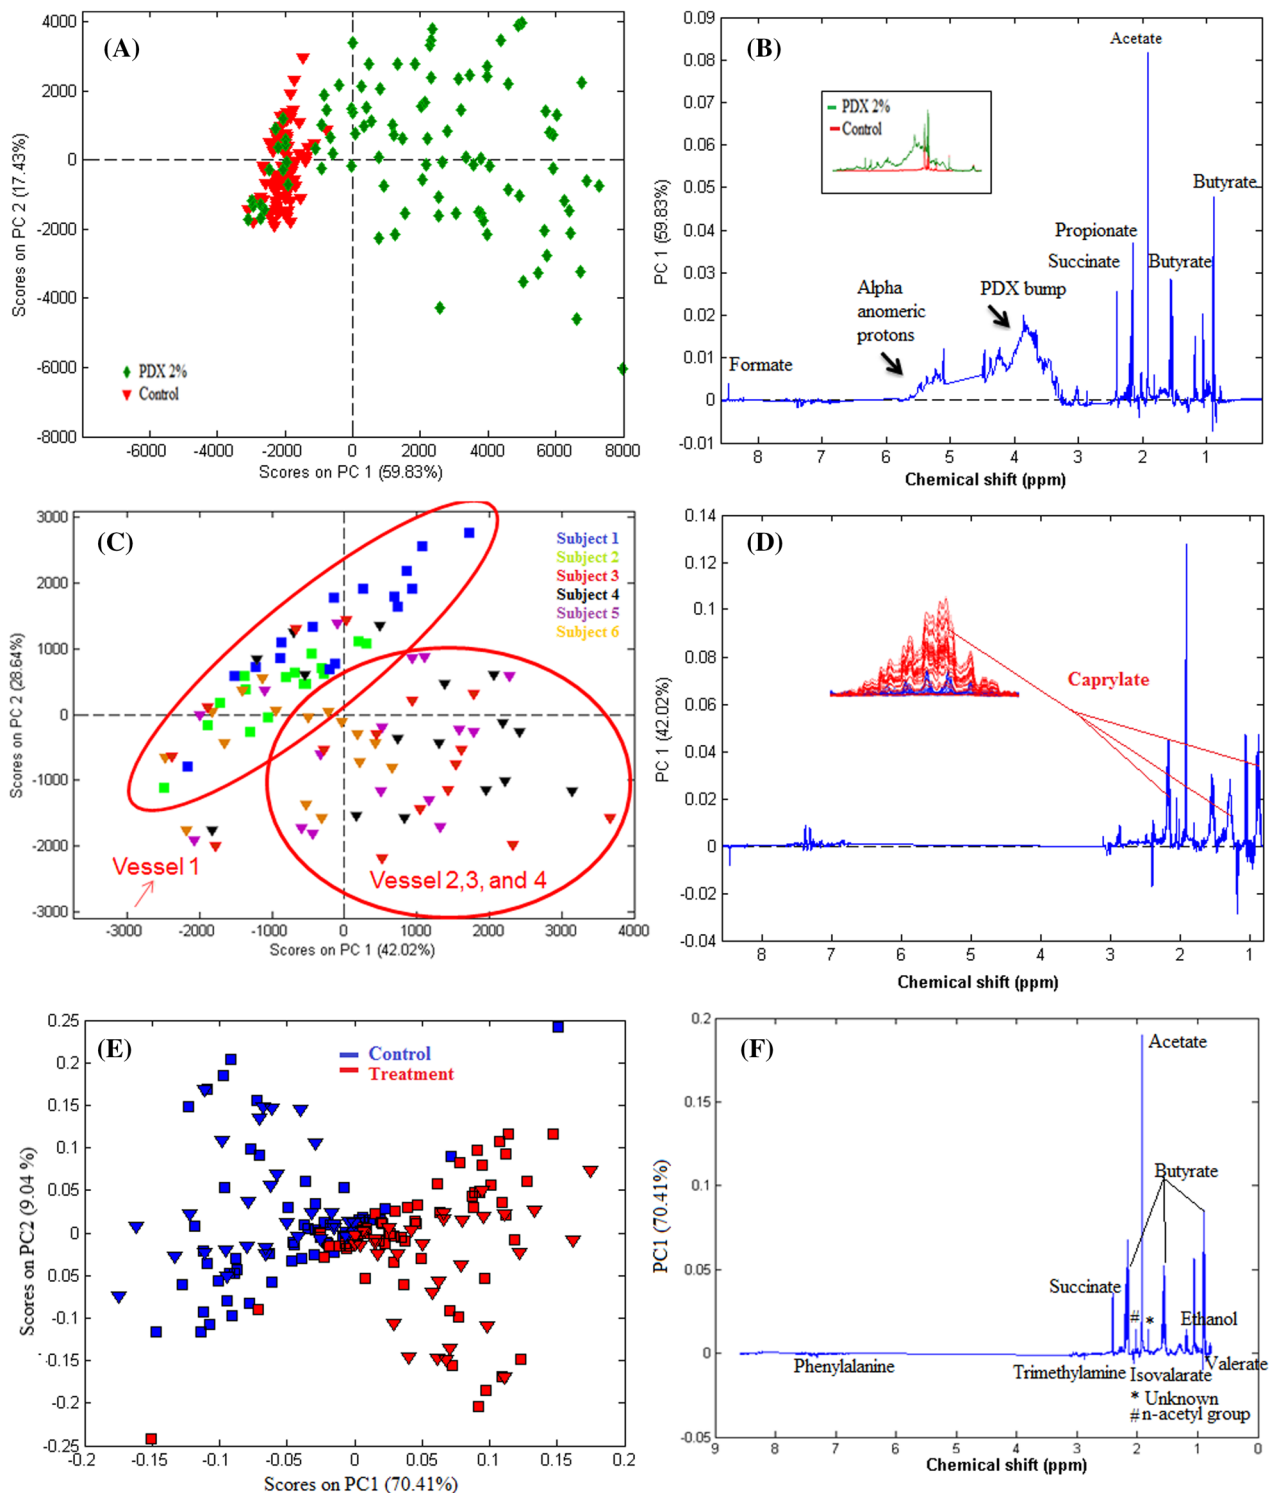 (A)
4000
2000
0
-2000
-4000
-6000
-8000
Scores on PC 2 (17.43%)
PDX 2%
Control
-6000 -4000 -2000 0 2000 4000 6000 8000
Scores on PC 1 (59.83%)
(B)
0.09
0.08
0.07
0.06
0.05
0.04
0.03
0.02
0.01
0
-0.01
PC 1 (59.83%)
PDX 2%
Control
Acetate
Butyrate
Propionate
Succinate
Butyrate
PDX bump
Alpha
anomeric
protons
Formate
8 7 6 5 4 3 2 1
Chemical shift (ppm)
(C)
3000
2000
1000
0
-1000
-2000
-3000
Scores on PC 2 (28.64%)
Subject 1
Subject 2
Subject 3
Subject 4
Subject 5
Subject 6
Vessel 1
Vessel 2,3, and 4
-3000 -2000 -1000 0 1000 2000 3000 4000
Scores on PC 1 (42.02%)
(D)
0.14
0.12
0.1
0.08
0.06
0.04
0.02
0
-0.02
-0.04
PC 1 (42.02%)
Caprylate
8 7 6 5 4 3 2 1
Chemical shift (ppm)
(E)
0.25
0.2
0.15
0.1
0.05
0
0.05
-0.1
-0.15
-0.2
-0.25
Scores on PC2 (9.04 %)
Control
Treatment
-0.2 -0.15 -0.1 -0.05 0 0.05 0.1 0.15 0.2
Scores on PC1 (70.41%)
(F)
0.2
0.15
0.1
0.05
0
-0.05
PC1 (70.41%)
Acetate
Butyrate
Succinate
#
*
Ethanol
Phenylalanine
Trimethylamine
Isovalarate
Valerate
* Unknown
# n-acetyl group
9 8 7 6 5 4 3 2 1 0
Chemical shift (ppm)